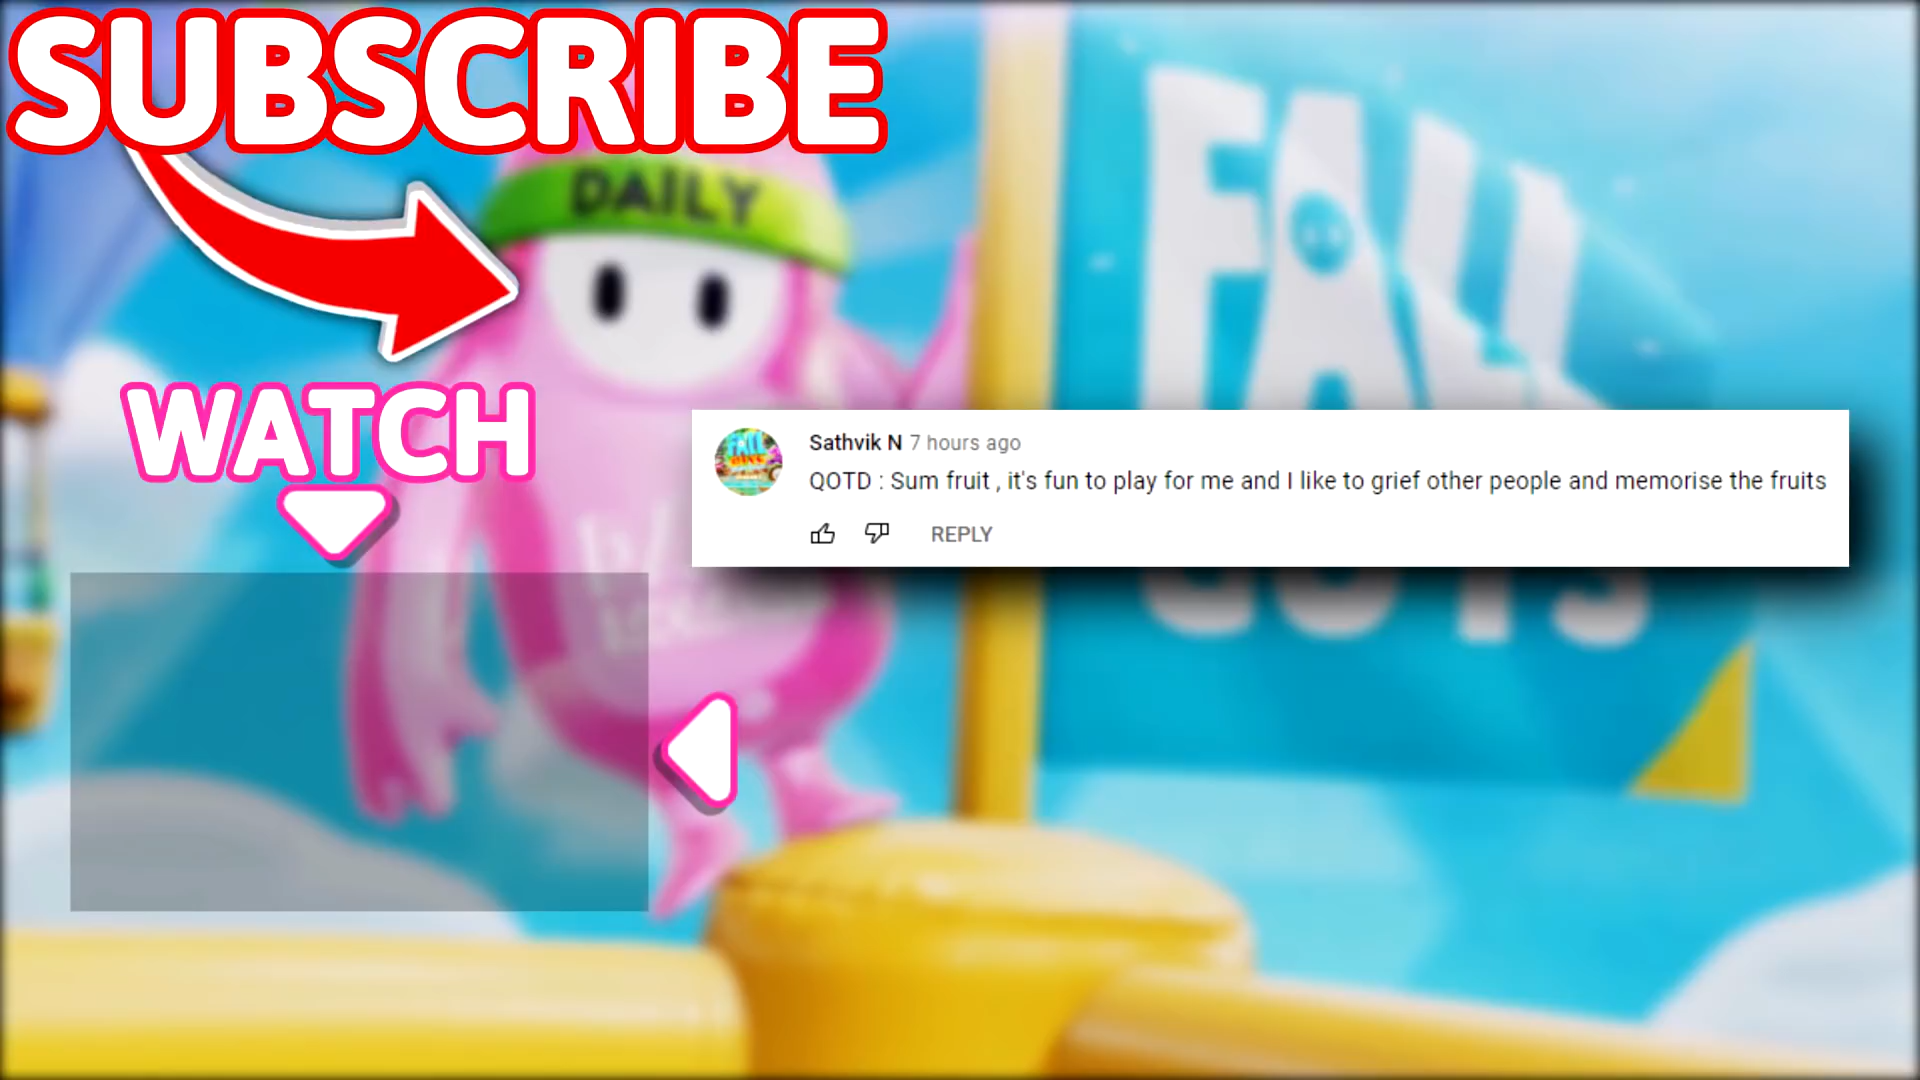 SUBSCRIBE
DAILY
FALL
WATCH
Sathvik N 7 hours ago
QOTD : Sum fruit , it's fun to play for me and I like to grief other people and memorise the fruits
REPLY